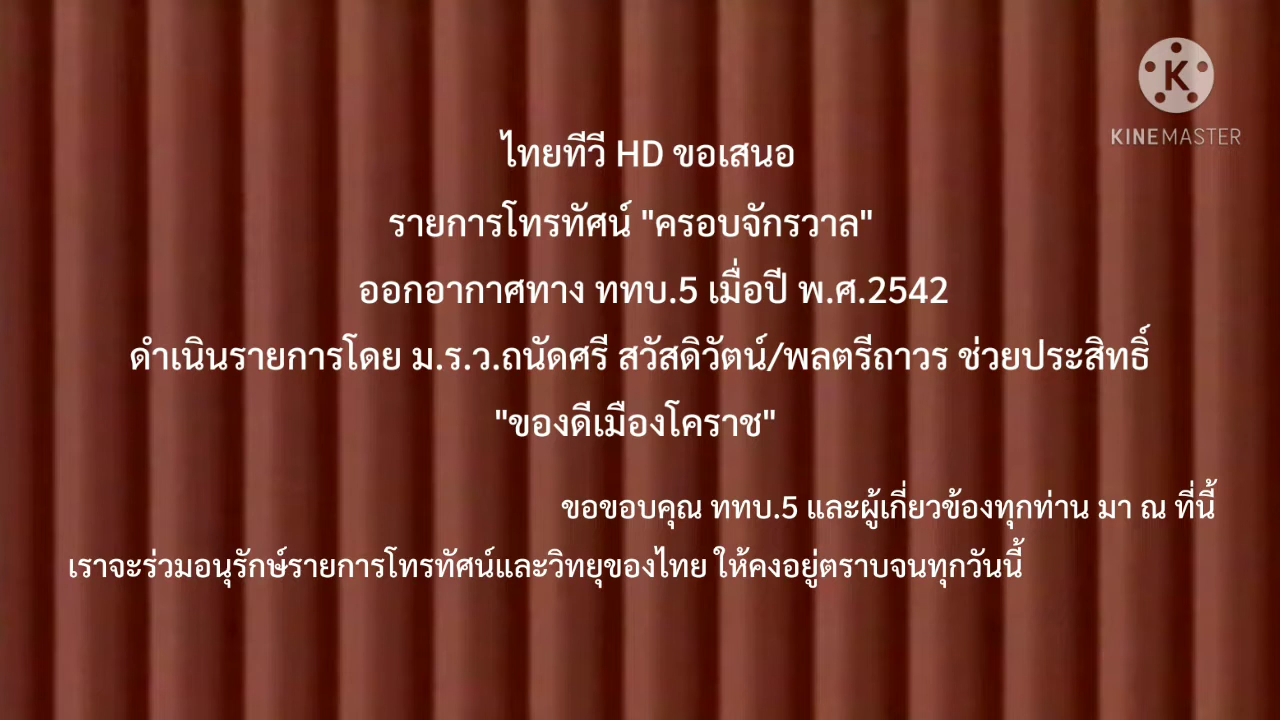 K
KINEMASTER
ไทยทีวี HD ขอเสนอ
รายการโทรทัศน์ "ครอบจักรวาล"
ออกอากาศทาง ททบ.5 เมื่อปี พ.ศ.2542
ดำเนินรายการโดย ม.ร.ว.ถนัดศรี สวัสดิวัตน์/พลตรีถาวร ช่วยประสิทธิ์
"ของดีเมืองโคราช"
ขอขอบคุณ ททบ.5 และผู้เกี่ยวข้องทุกท่าน มา ณ ที่นี้
เราจะร่วมอนุรักษ์รายการโทรทัศน์และวิทยุของไทย ให้คงอยู่ตราบจนทุกวันนี้